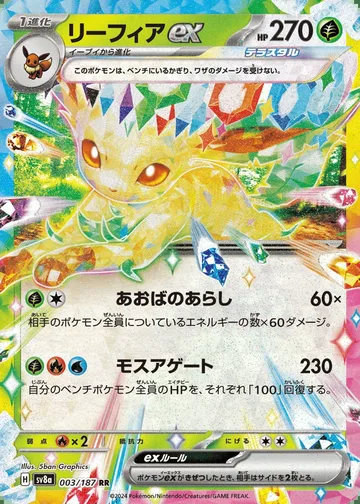 1進化
リーフィアex
HP 270
イーブイから進化
テラスタル
このポケモンは、ベンチにいるかぎり、ワザのダメージを受けない。
あおばのあらし 60×
相手のポケモン全員についているエネルギーの数×60ダメージ。
モスアゲート 230
自分のベンチポケモン全員のHPを、それぞれ「100」回復する。
弱点 ×2 抵抗力 にげる
Illus. 5ban Graphics
exルール
H sv8a 003/187 RR
ポケモンexがきぜつしたとき、相手はサイドを2枚とる。
©2024 Pokémon/Nintendo/Creatures/GAME FREAK.